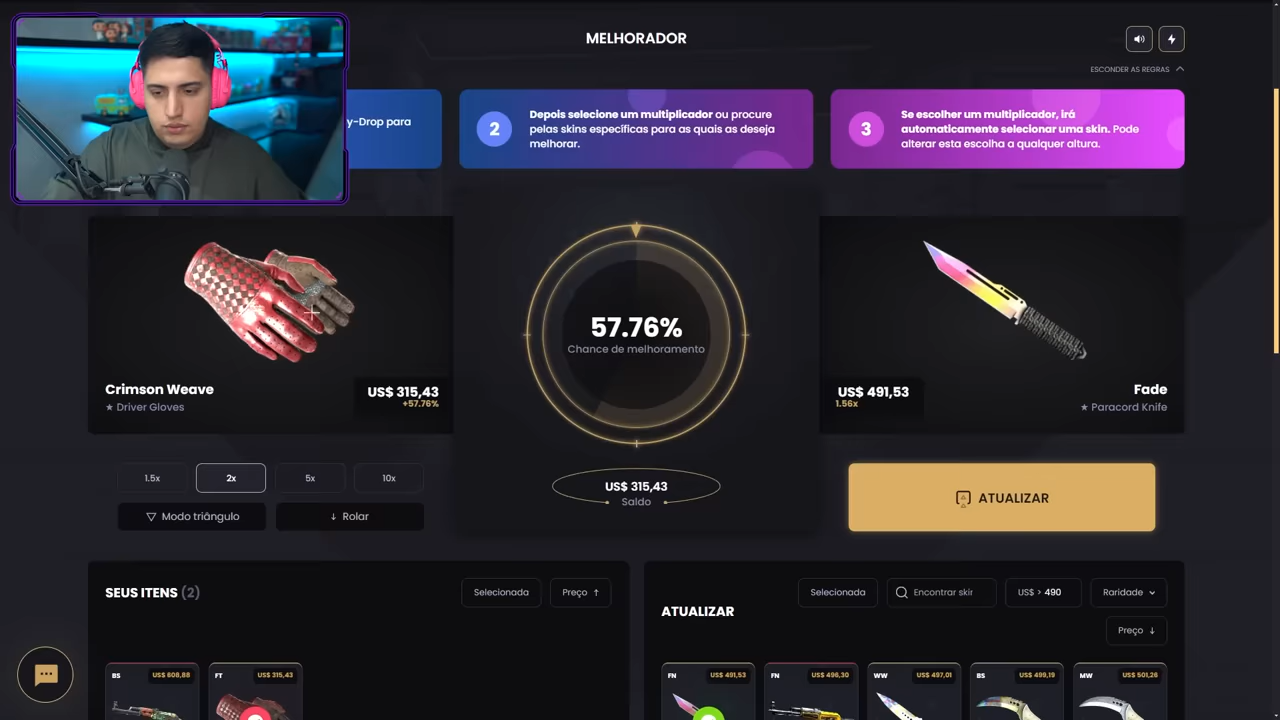 MELHORADOR
ESCONDER AS REGRAS
y-Drop para
2
Depois selecione um multiplicador ou procure
pelas skins específicas para as quais as deseja
melhorar.
3
Se escolher um multiplicador, irá
automaticamente selecionar uma skin. Pode
alterar esta escolha a qualquer altura.
57.76%
Chance de melhoramento
Crimson Weave
★ Driver Gloves
US$ 315,43
+57.76%
US$ 491,53
1.56x
Fade
★ Paracord Knife
1.5x
2x
5x
10x
Modo triângulo
Rolar
US$ 315,43
Saldo
ATUALIZAR
SEUS ITENS (2)
Selecionada
Preço ↑
ATUALIZAR
Selecionada
Encontrar skir
US$ > 490
Raridade
Preço ↓
BS
US$ 608,88
FT
US$ 315,43
FN
US$ 491,53
FN
US$ 496,30
WW
US$ 497,01
BS
US$ 499,19
MW
US$ 501,26